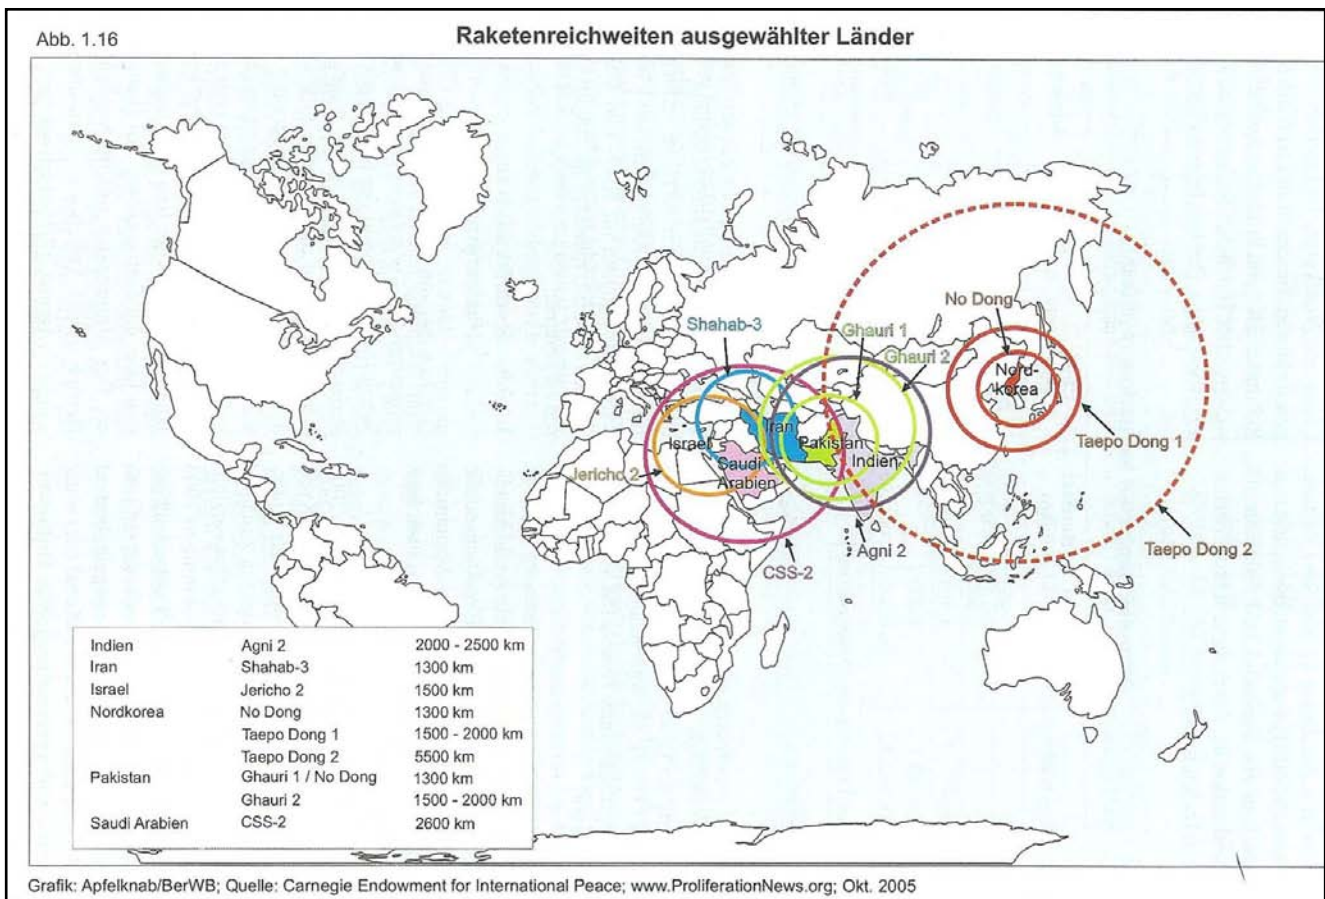 Abb. 1.16
Raketenreichweiten ausgewählter Länder
No Dong
Shahab-3
Ghauri 1
Ghauri 2
Nord-
korea
Iran
Israel
Pakistan
Taepo Dong 1
Saudi
Arabien
Indien
Jericho 2
Agni 2
Taepo Dong 2
CSS-2
Indien Agni 2 2000 - 2500 km
Iran Shahab-3 1300 km
Israel Jericho 2 1500 km
Nordkorea No Dong 1300 km
Taepo Dong 1 1500 - 2000 km
Taepo Dong 2 5500 km
Pakistan Ghauri 1 / No Dong 1300 km
Ghauri 2 1500 - 2000 km
Saudi Arabien CSS-2 2600 km
Grafik: Apfelknab/BerWB; Quelle: Carnegie Endowment for International Peace; www.ProliferationNews.org; Okt. 2005